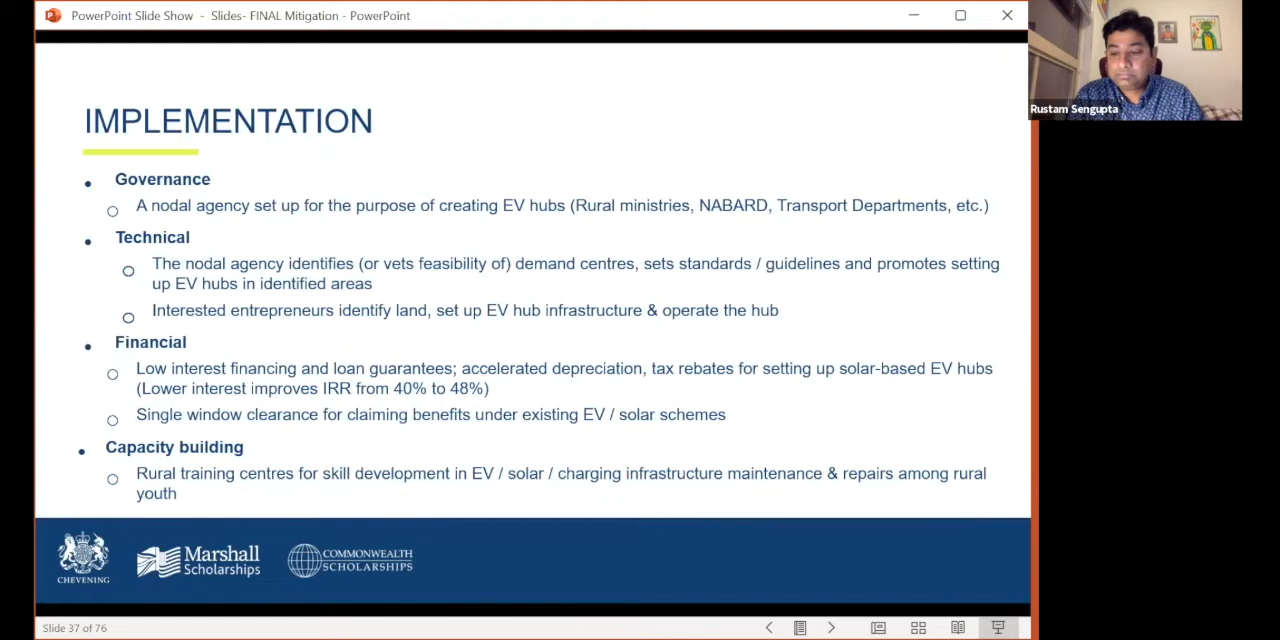 PowerPoint Slide Show - Slides- FINAL Mitigation - PowerPoint
Rustam Sengupta
IMPLEMENTATION
• Governance
○ A nodal agency set up for the purpose of creating EV hubs (Rural ministries, NABARD, Transport Departments, etc.)
• Technical
○ The nodal agency identifies (or vets feasibility of) demand centres, sets standards / guidelines and promotes setting
up EV hubs in identified areas
○ Interested entrepreneurs identify land, set up EV hub infrastructure & operate the hub
• Financial
○ Low interest financing and loan guarantees; accelerated depreciation, tax rebates for setting up solar-based EV hubs
(Lower interest improves IRR from 40% to 48%)
○ Single window clearance for claiming benefits under existing EV / solar schemes
• Capacity building
○ Rural training centres for skill development in EV / solar / charging infrastructure maintenance & repairs among rural
youth
CHEVENING
Marshall
Scholarships
COMMONWEALTH
SCHOLARSHIPS
Slide 37 of 76